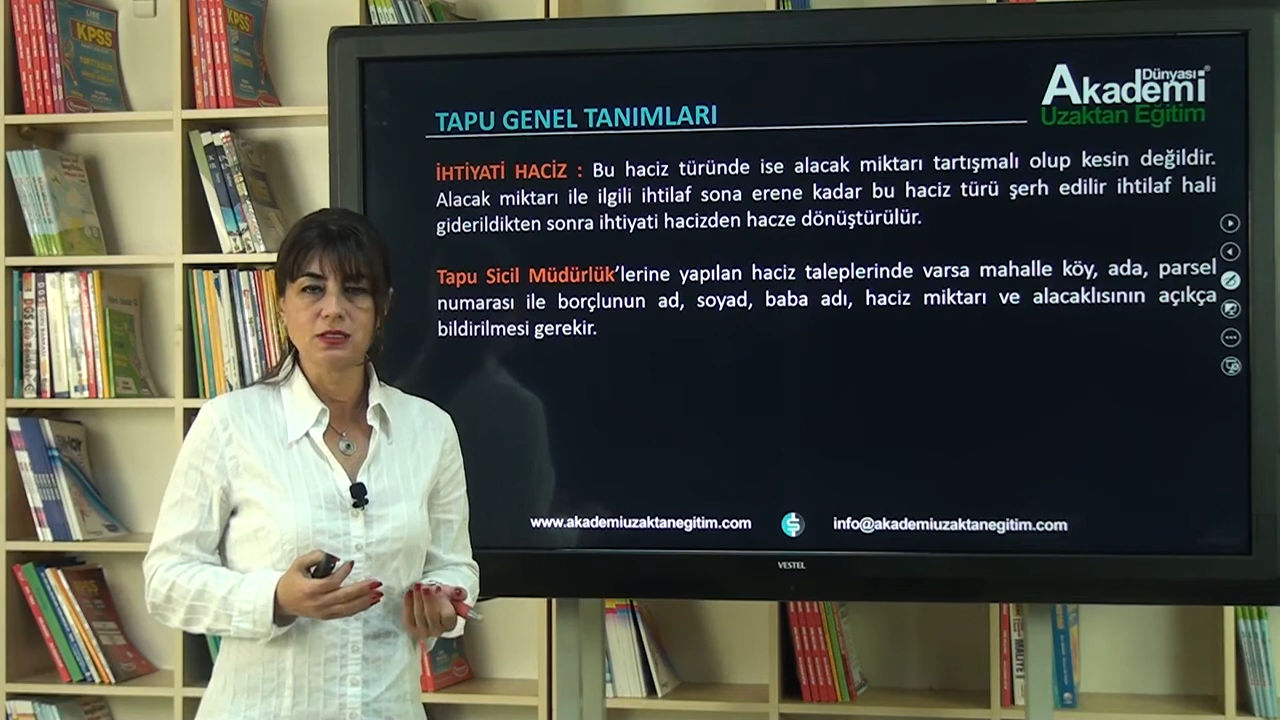 KPSS
KPSS
Akademi
Dünyası
Uzaktan Eğitim
TAPU GENEL TANIMLARI
İHTİYATİ HACİZ : Bu haciz türünde ise alacak miktarı tartışmalı olup kesin değildir.
Alacak miktarı ile ilgili ihtilaf sona erene kadar bu haciz türü şerh edilir ihtilaf hali
giderildikten sonra ihtiyati hacizden hacze dönüştürülür.
Tapu Sicil Müdürlük'lerine yapılan haciz taleplerinde varsa mahalle köy, ada, parsel
numarası ile borçlunun ad, soyad, baba adı, haciz miktarı ve alacaklısının açıkça
bildirilmesi gerekir.
www.akademiuzaktanegitim.com
info@akademiuzaktanegitim.com
VESTEL